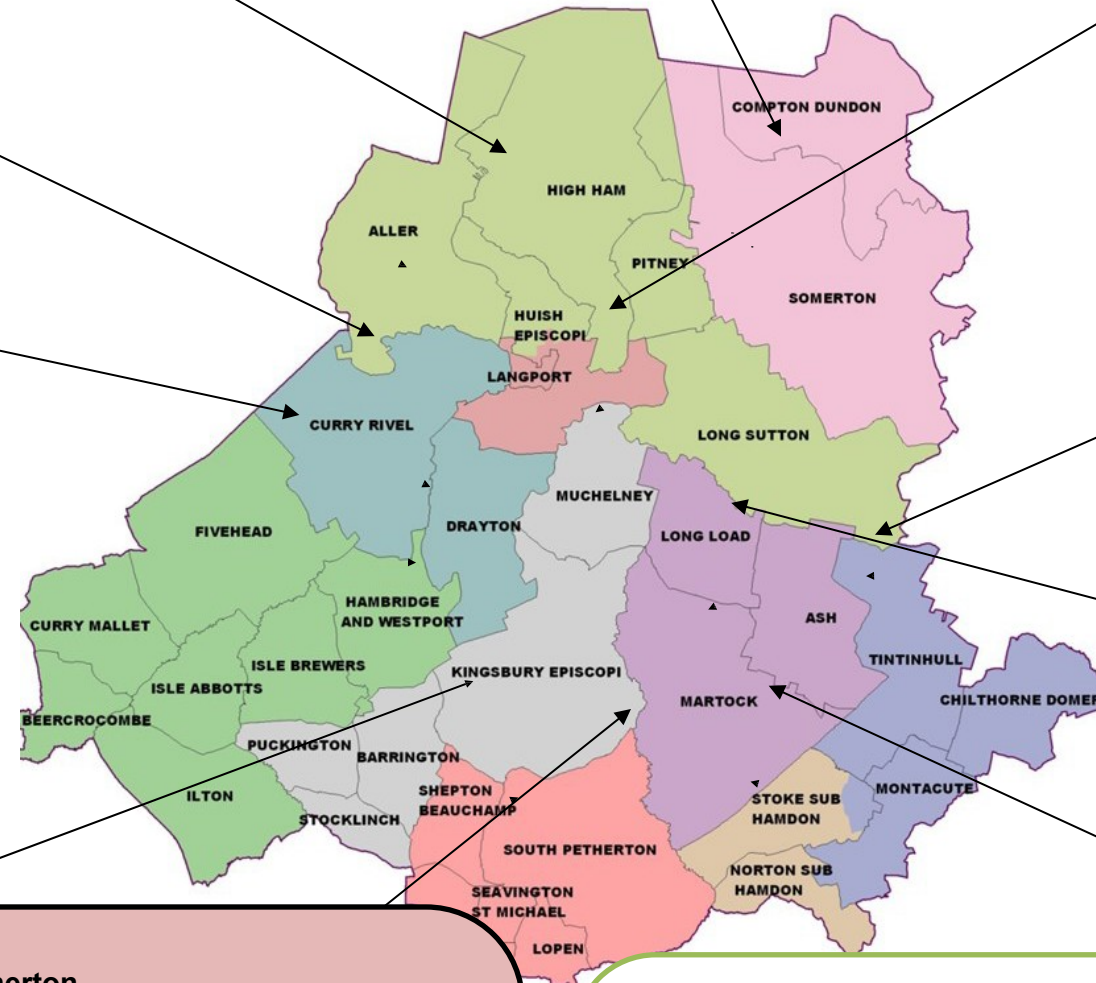 COMPTON DUNDON
HIGH HAM
ALLER
PITNEY
SOMERTON
HUISH
EPISCOPI
LANGPORT
CURRY RIVEL
LONG SUTTON
MUCHELNEY
FIVEHEAD
DRAYTON
LONG LOAD
HAMBRIDGE
AND WESTPORT
CURRY MALLET
ASH
ISLE BREWERS
TINTINHULL
KINGSBURY EPISCOPI
ISLE ABBOTTS
MARTOCK
CHILTHORNE DOMER
BEERCROCOMBE
PUCKINGTON
BARRINGTON
SHEPTON
BEAUCHAMP
MONTACUTE
ILTON
STOKE SUB
HAMDON
STOCKLINCH
SOUTH PETHERTON
NORTON SUB
HAMDON
SEAVINGTON
ST MICHAEL
LOPEN